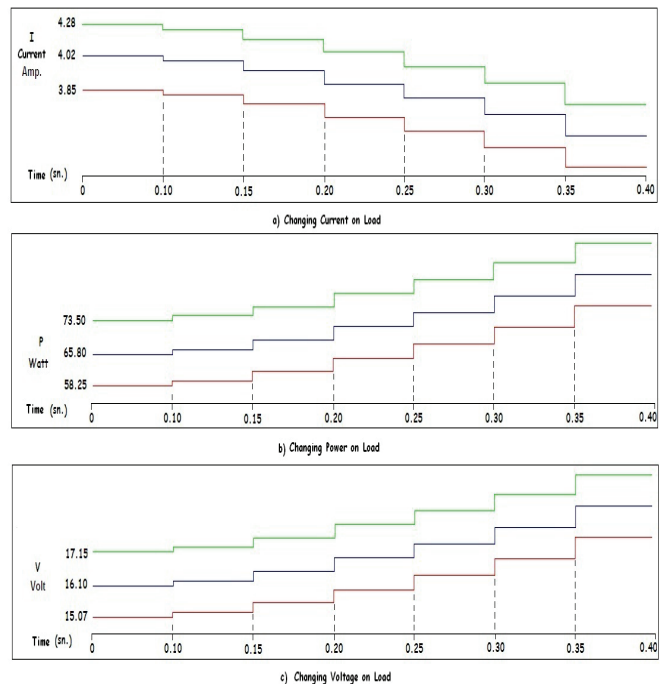 4.28
I
Current
4.02
Amp.
3.85
Time (sn.)
0 0.10 0.15 0.20 0.25 0.30 0.35 0.40
a) Changing Current on Load
73.50
P
65.80
Watt
58.25
Time (sn.)
0 0.10 0.15 0.20 0.25 0.30 0.35 0.40
b) Changing Power on Load
17.15
V
Volt 16.10
15.07
Time (sn.)
0 0.10 0.15 0.20 0.25 0.30 0.35 0.40
c) Changing Voltage on Load